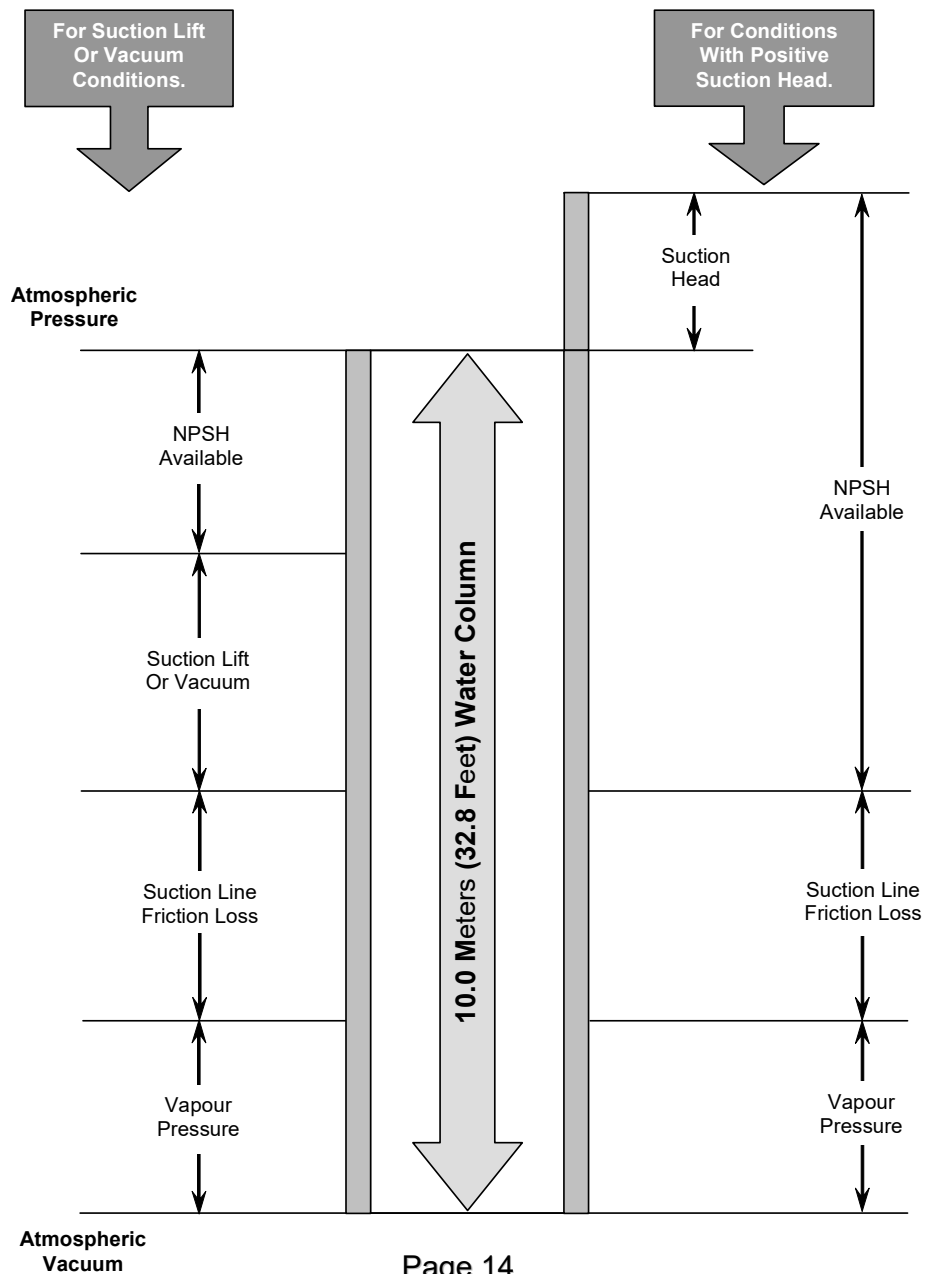 For Suction Lift
Or Vacuum
Conditions.
For Conditions
With Positive
Suction Head.
Suction
Head
Atmospheric
Pressure
NPSH
Available
NPSH
Available
Suction Lift
Or Vacuum
10.0 Meters (32.8 Feet) Water Column
Suction Line
Friction Loss
Suction Line
Friction Loss
Vapour
Pressure
Vapour
Pressure
Atmospheric
Vacuum
Page 14